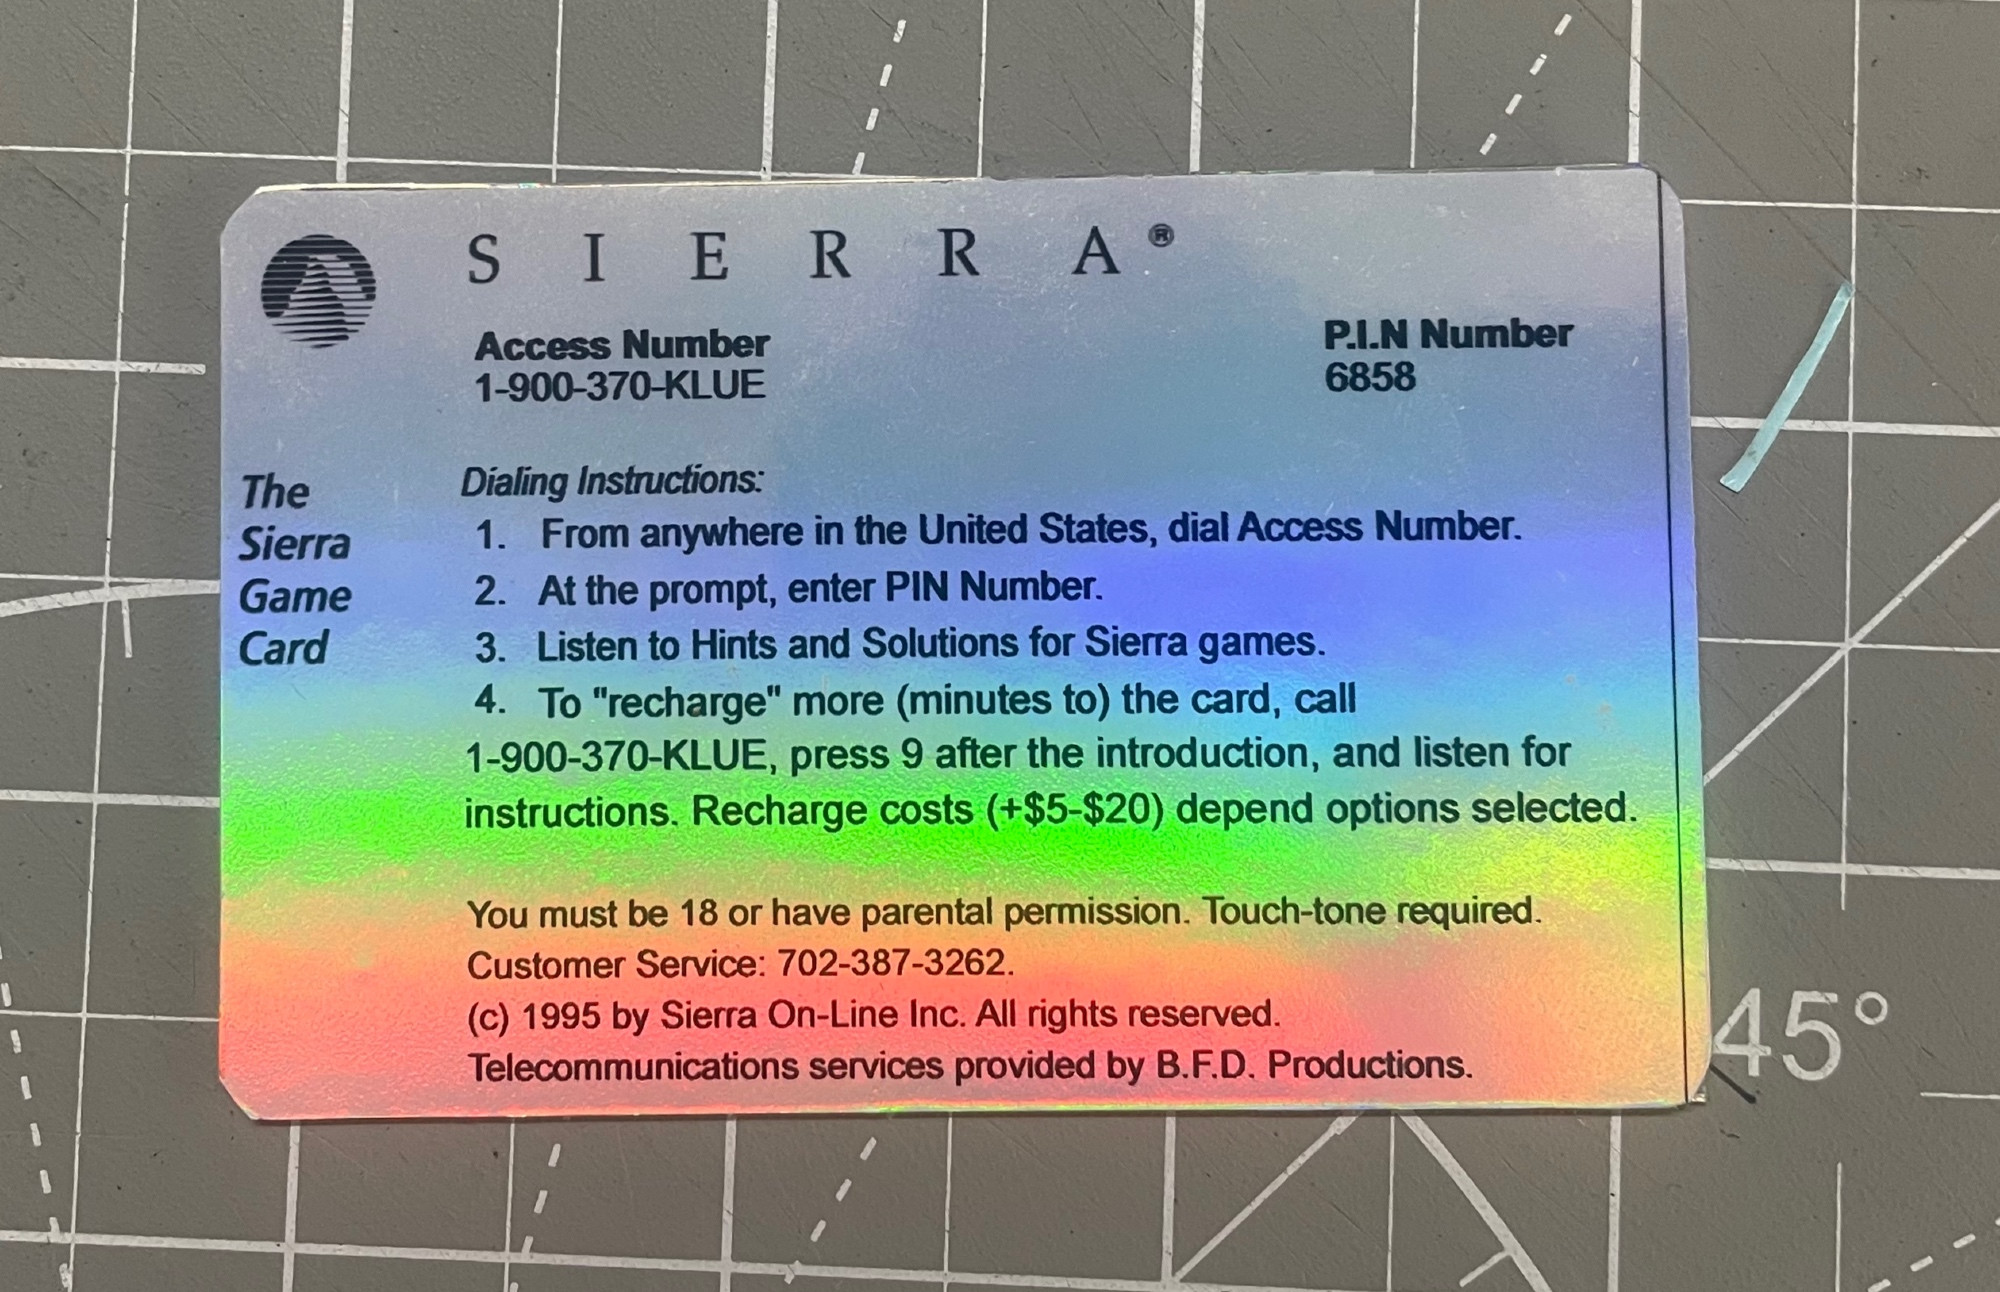 S I E R R A®
Access Number
1-900-370-KLUE
P.I.N Number
6858
The
Sierra
Game
Card
Dialing Instructions:
1. From anywhere in the United States, dial Access Number.
2. At the prompt, enter PIN Number.
3. Listen to Hints and Solutions for Sierra games.
4. To "recharge" more (minutes to) the card, call
1-900-370-KLUE, press 9 after the introduction, and listen for
instructions. Recharge costs (+$5-$20) depend options selected.
You must be 18 or have parental permission. Touch-tone required.
Customer Service: 702-387-3262.
(c) 1995 by Sierra On-Line Inc. All rights reserved.
Telecommunications services provided by B.F.D. Productions.
45°